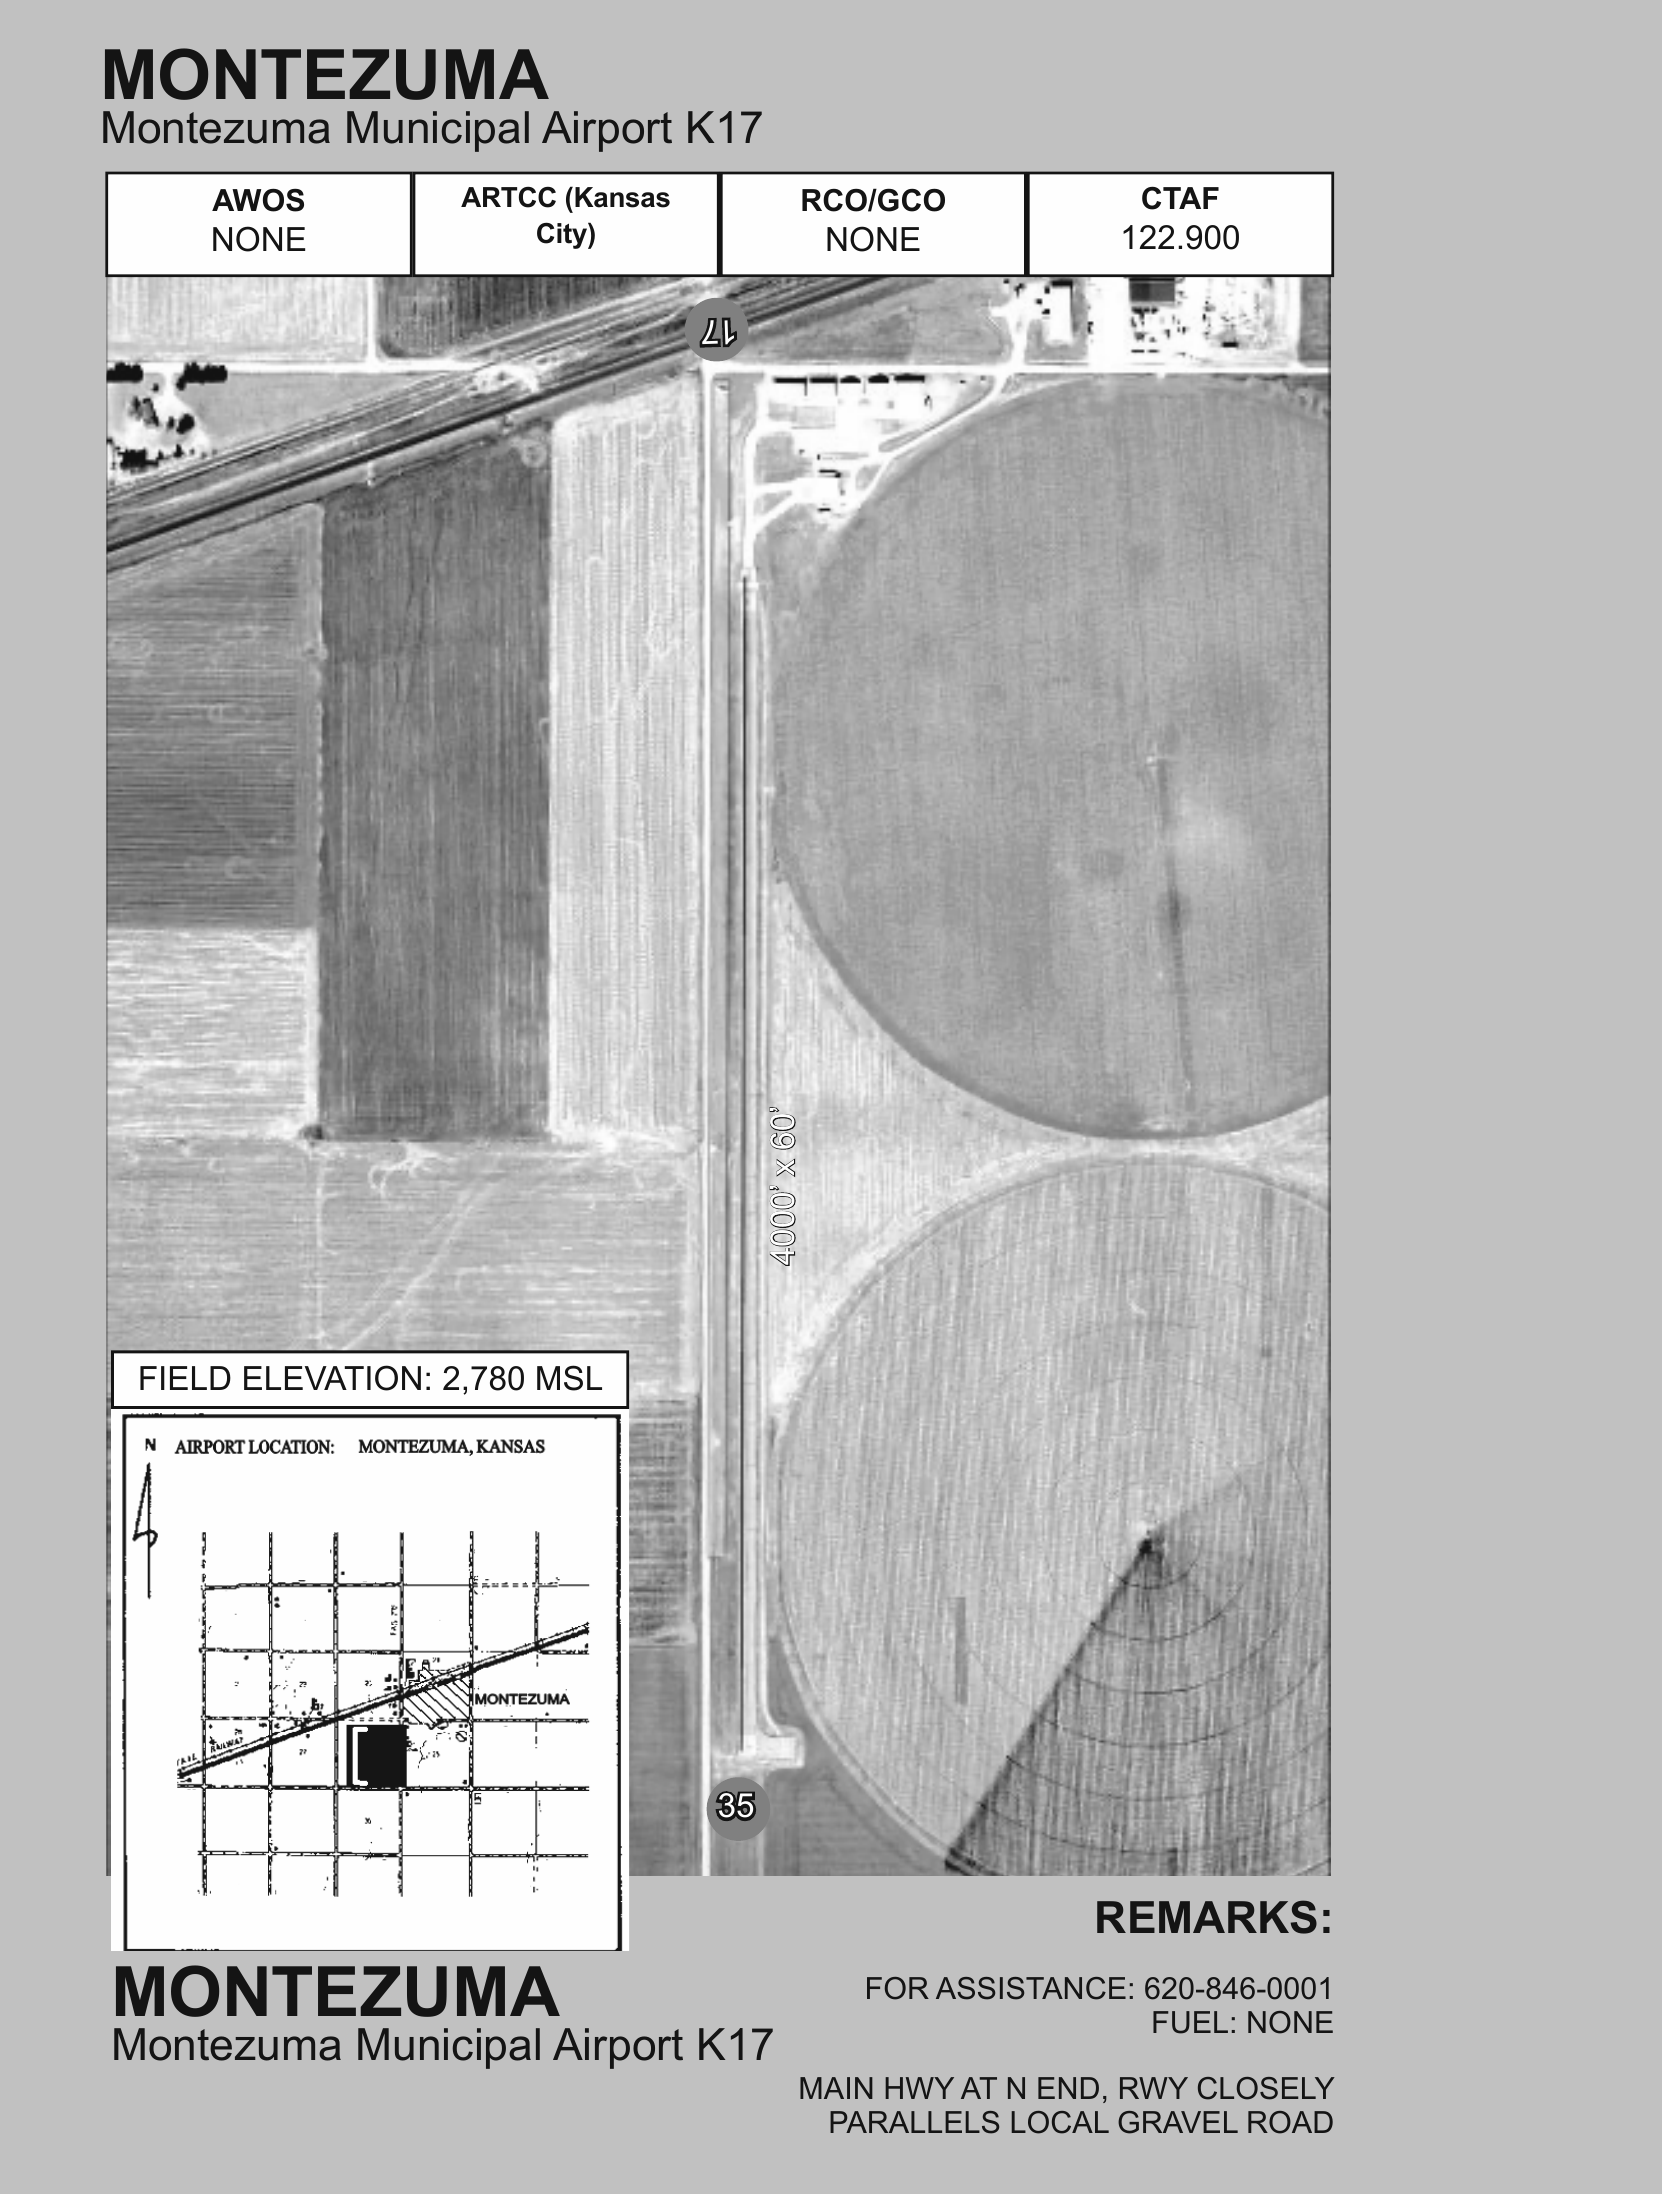 MONTEZUMA
Montezuma Municipal Airport K17
AWOS
NONE
ARTCC (Kansas
City)
RCO/GCO
NONE
CTAF
122.900
17
4000' x 60'
FIELD ELEVATION: 2,780 MSL
N AIRPORT LOCATION: MONTEZUMA, KANSAS
MONTEZUMA
RAILWAY
35
REMARKS:
MONTEZUMA
Montezuma Municipal Airport K17
FOR ASSISTANCE: 620-846-0001
FUEL: NONE
MAIN HWY AT N END, RWY CLOSELY
PARALLELS LOCAL GRAVEL ROAD